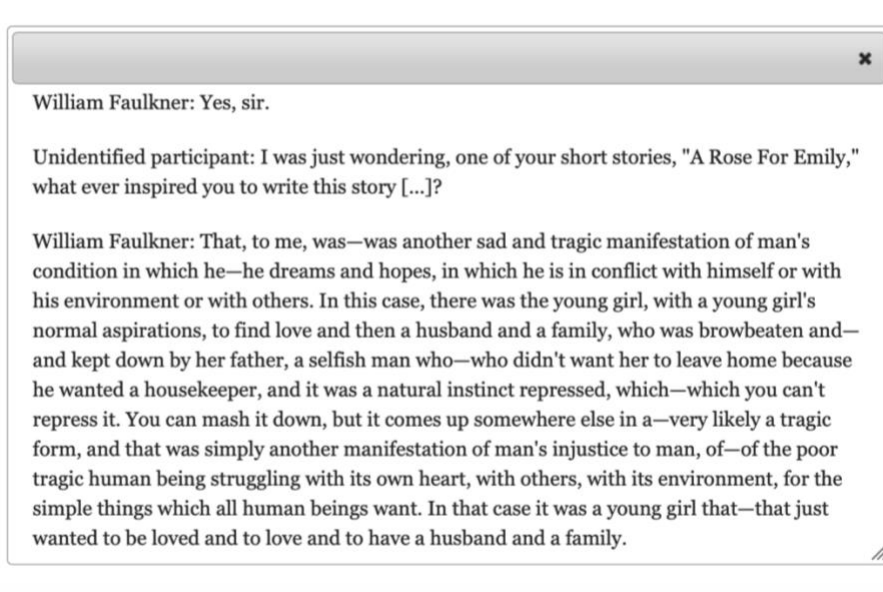 William Faulkner: Yes, sir.
Unidentified participant: I was just wondering, one of your short stories, "A Rose For Emily,"
what ever inspired you to write this story [...]?
William Faulkner: That, to me, was—was another sad and tragic manifestation of man's
condition in which he—he dreams and hopes, in which he is in conflict with himself or with
his environment or with others. In this case, there was the young girl, with a young girl's
normal aspirations, to find love and then a husband and a family, who was browbeaten and—
and kept down by her father, a selfish man who—who didn't want her to leave home because
he wanted a housekeeper, and it was a natural instinct repressed, which—which you can't
repress it. You can mash it down, but it comes up somewhere else in a—very likely a tragic
form, and that was simply another manifestation of man's injustice to man, of—of the poor
tragic human being struggling with its own heart, with others, with its environment, for the
simple things which all human beings want. In that case it was a young girl that—that just
wanted to be loved and to love and to have a husband and a family.